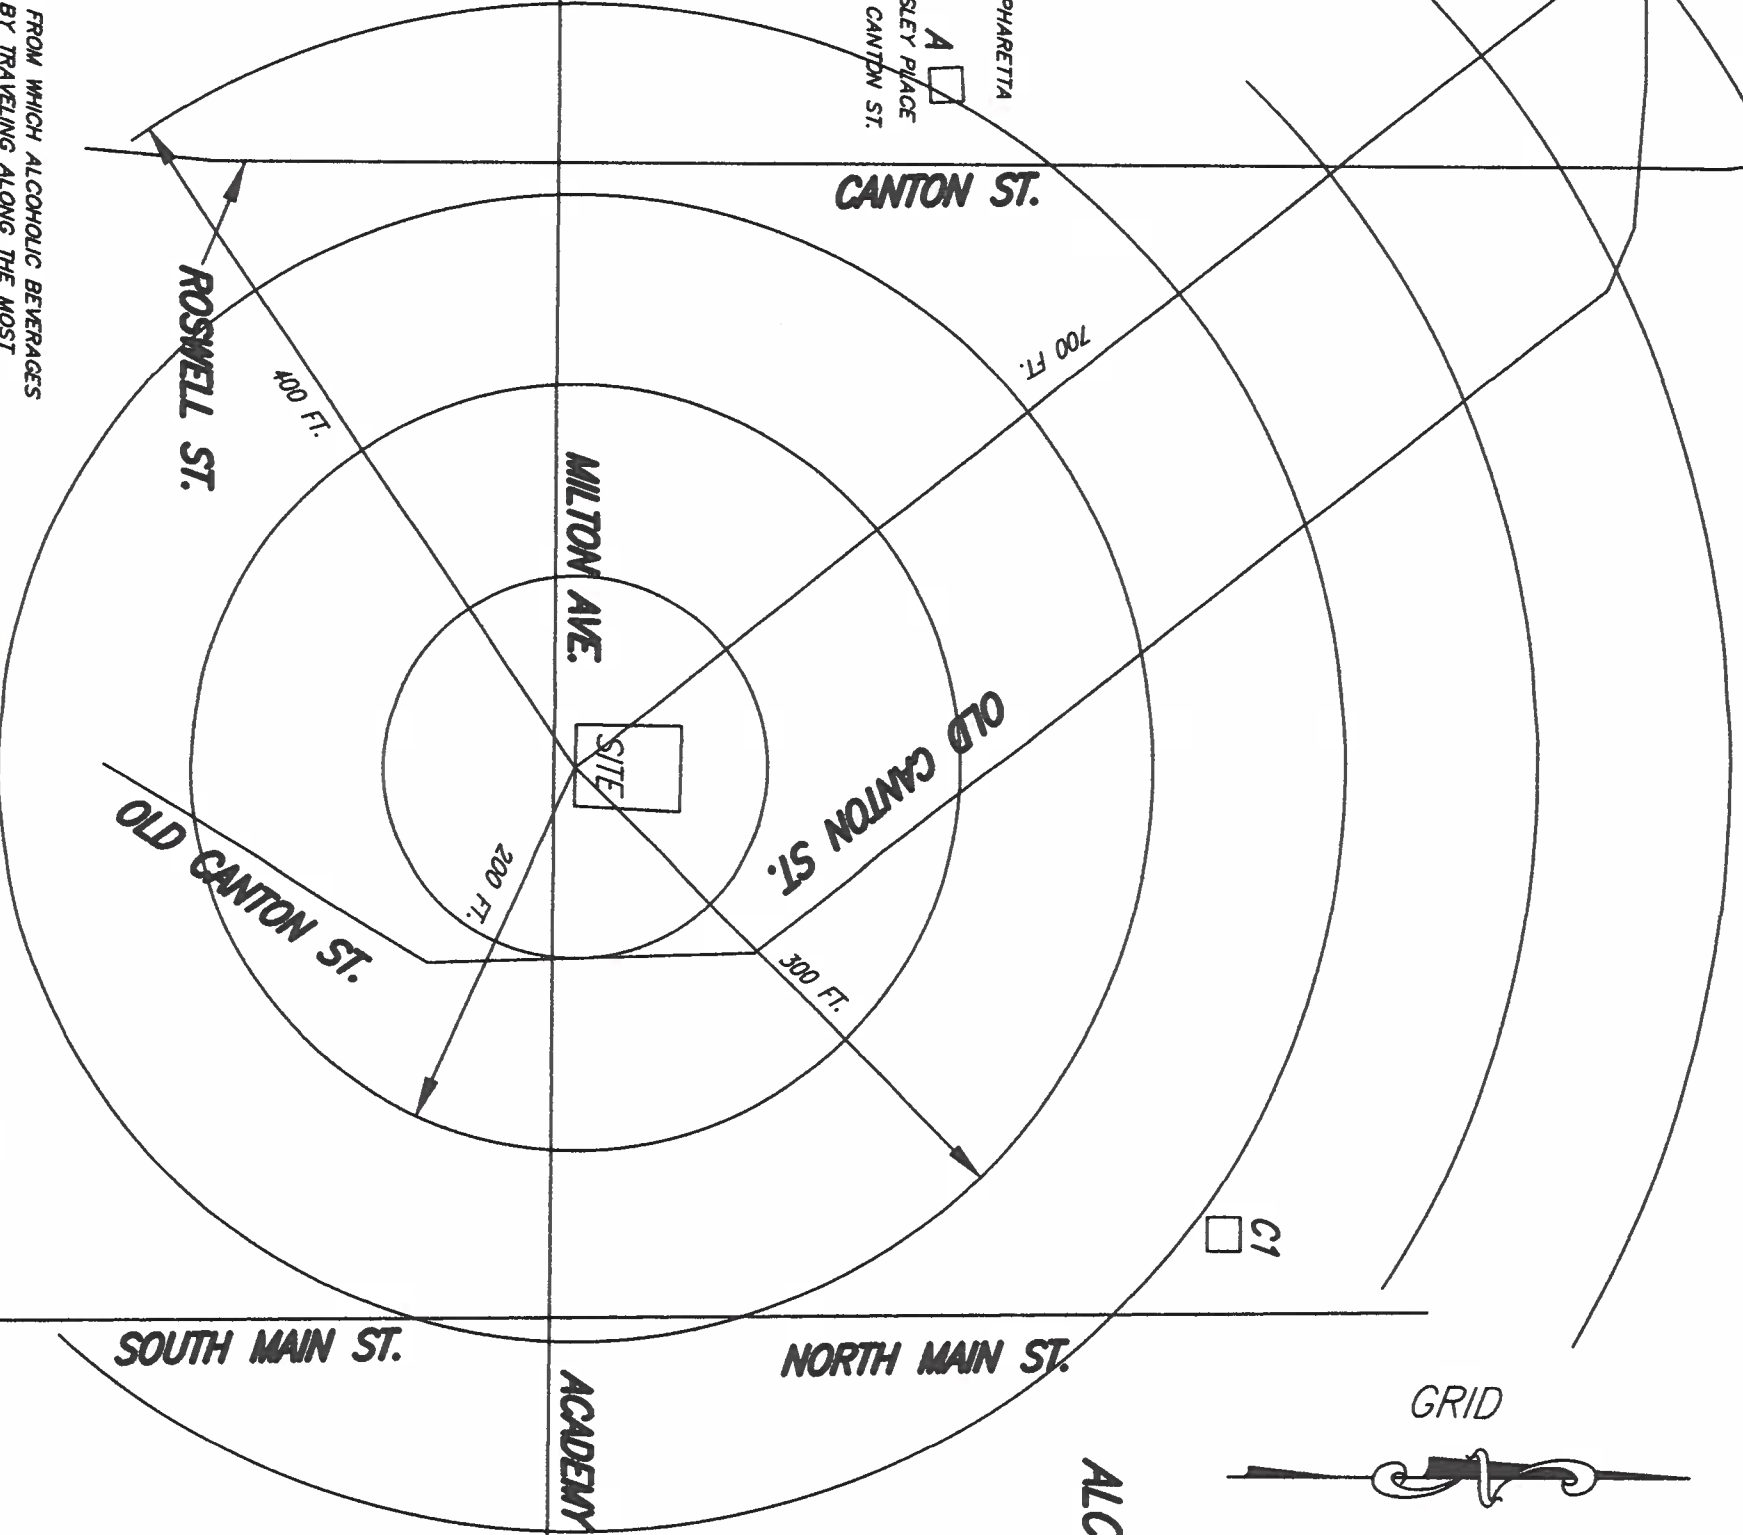 FROM WHICH ALCOHOLIC BEVERAGES
BY TRAVELING ALONG THE MOST
PHARETTA
A
SLEY PLACE
CANTON ST.
CANTON ST.
ROSWELL ST.
400 FT.
700 FT.
MILTON AVE.
SITE
OLD CANTON ST.
200 FT.
OLD CANTON ST.
300 FT.
C1
SOUTH MAIN ST.
NORTH MAIN ST.
ACADEMY
GRID
ALC